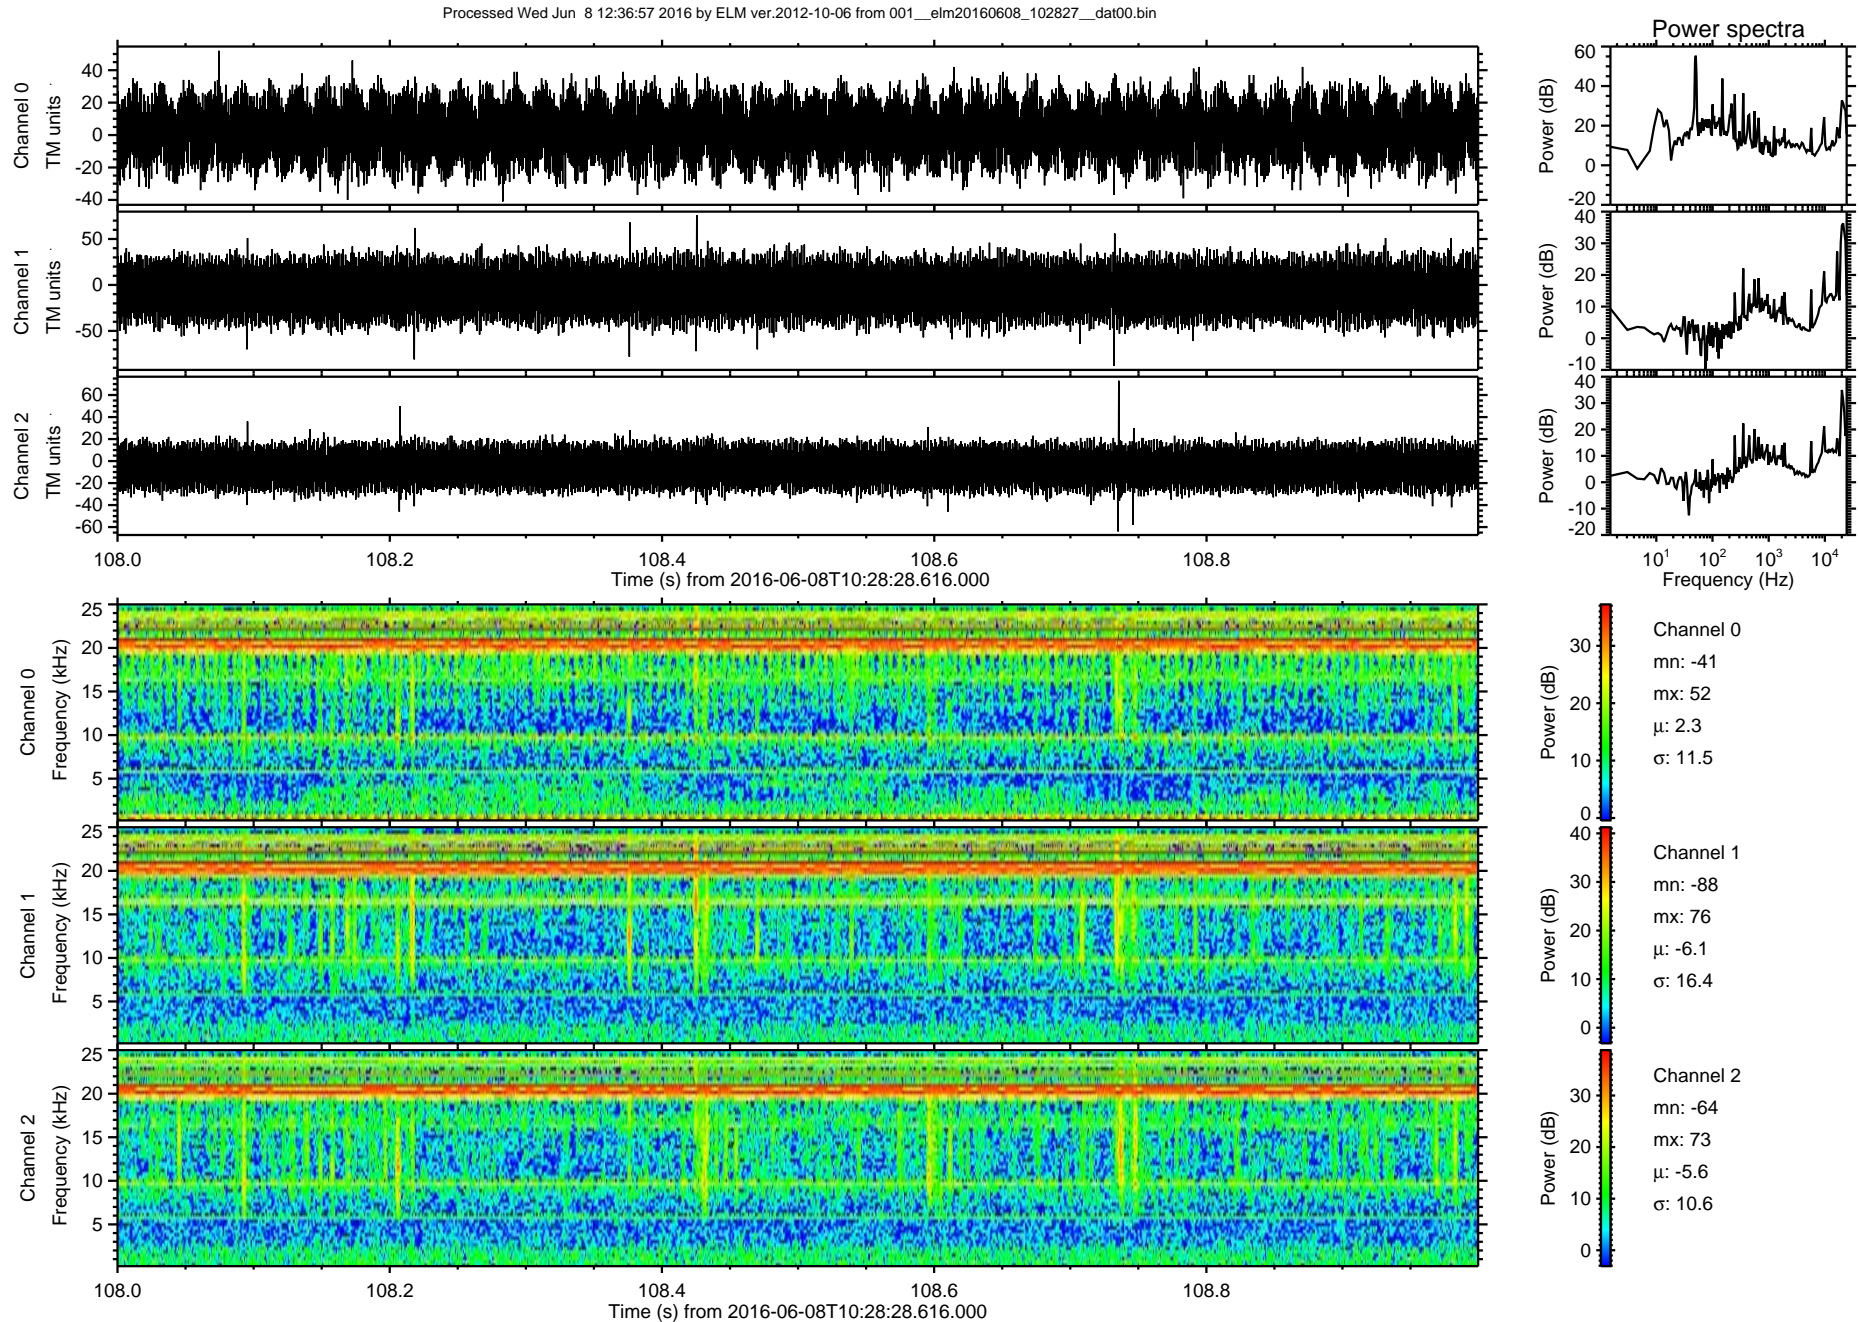 Processed Wed Jun 8 12:36:57 2016 by ELM ver.2012-10-06 from 001__elm20160608_102827__dat00.bin
Power spectra
Channel 0
TM units
40
20
0
-20
-40
Power (dB)
60
40
20
0
-20
Channel 1
TM units
50
0
-50
Power (dB)
40
30
20
10
0
-10
Channel 2
TM units
60
40
20
0
-20
-40
-60
Power (dB)
40
30
20
10
0
-10
-20
108.0 108.2 108.4 108.6 108.8
Time (s) from 2016-06-08T10:28:28.616.000
10^1 10^2 10^3 10^4
Frequency (Hz)
Channel 0
Frequency (kHz)
25
20
15
10
5
Power (dB)
30
20
10
0
Channel 0
mn: -41
mx: 52
μ: 2.3
σ: 11.5
Channel 1
Frequency (kHz)
25
20
15
10
5
Power (dB)
40
30
20
10
0
Channel 1
mn: -88
mx: 76
μ: -6.1
σ: 16.4
Channel 2
Frequency (kHz)
25
20
15
10
5
Power (dB)
30
20
10
0
Channel 2
mn: -64
mx: 73
μ: -5.6
σ: 10.6
108.0 108.2 108.4 108.6 108.8
Time (s) from 2016-06-08T10:28:28.616.000